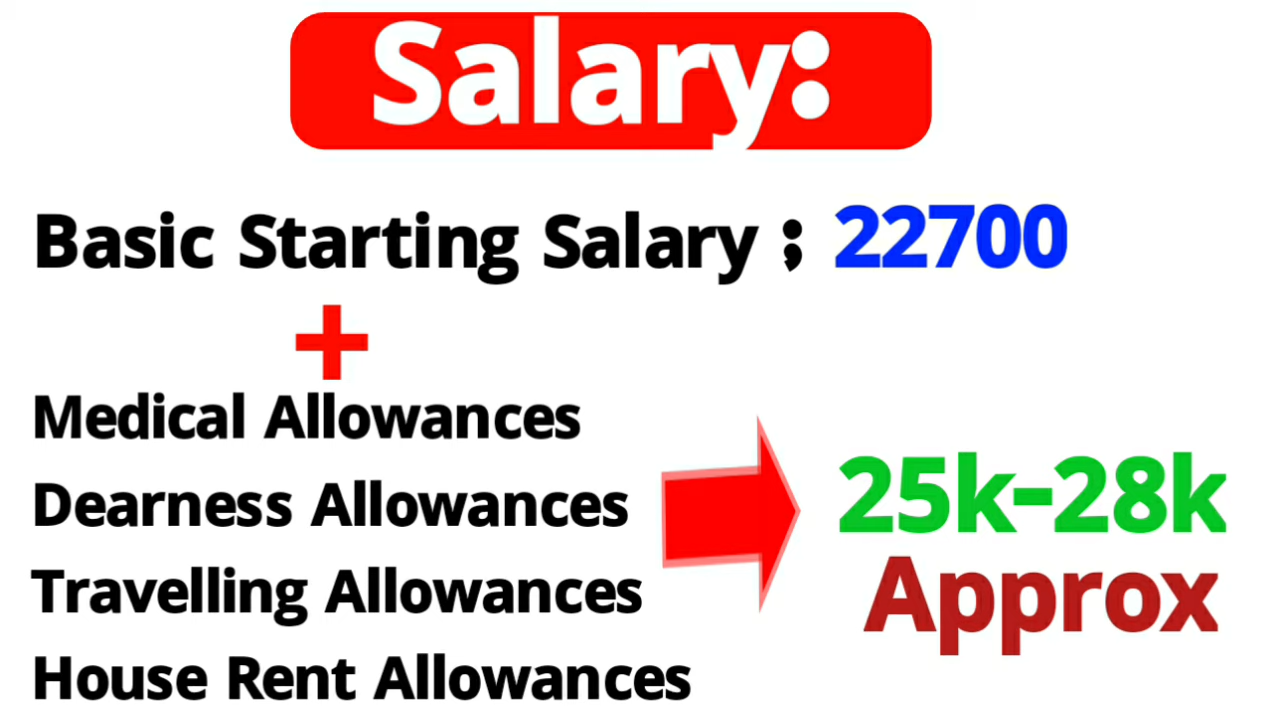 Salary:
Basic Starting Salary ; 22700
+
Medical Allowances
Dearness Allowances
Travelling Allowances
House Rent Allowances
25k-28k
Approx